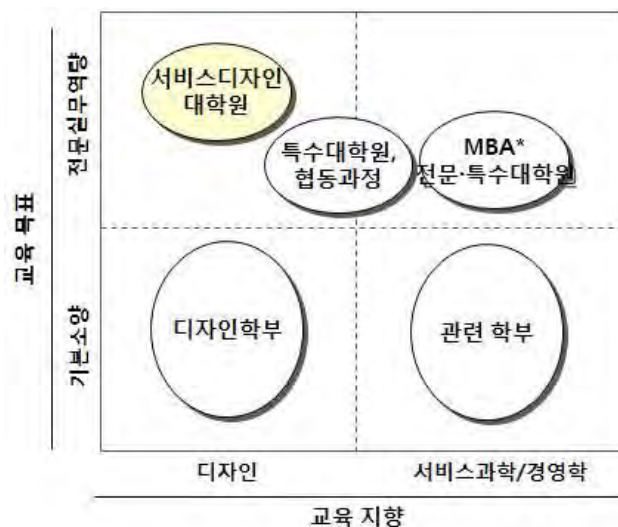 서비스디자인
대학원
특수대학원,
협동과정
MBA*
전문·특수대학원
디자인학부
관련 학부
교육 목표
전문실무역량
기본소양
디자인
서비스과학/경영학
교육 지향